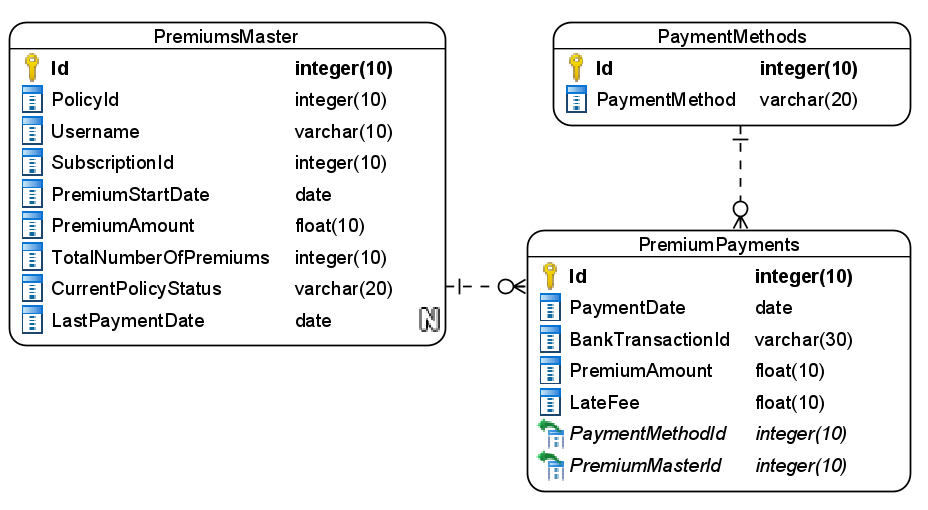 PremiumsMaster
Id integer(10)
PolicyId integer(10)
Username varchar(10)
SubscriptionId integer(10)
PremiumStartDate date
PremiumAmount float(10)
TotalNumberOfPremiums integer(10)
CurrentPolicyStatus varchar(20)
LastPaymentDate date N
PaymentMethods
Id integer(10)
PaymentMethod varchar(20)
PremiumPayments
Id integer(10)
PaymentDate date
BankTransactionId varchar(30)
PremiumAmount float(10)
LateFee float(10)
PaymentMethodId integer(10)
PremiumMasterId integer(10)